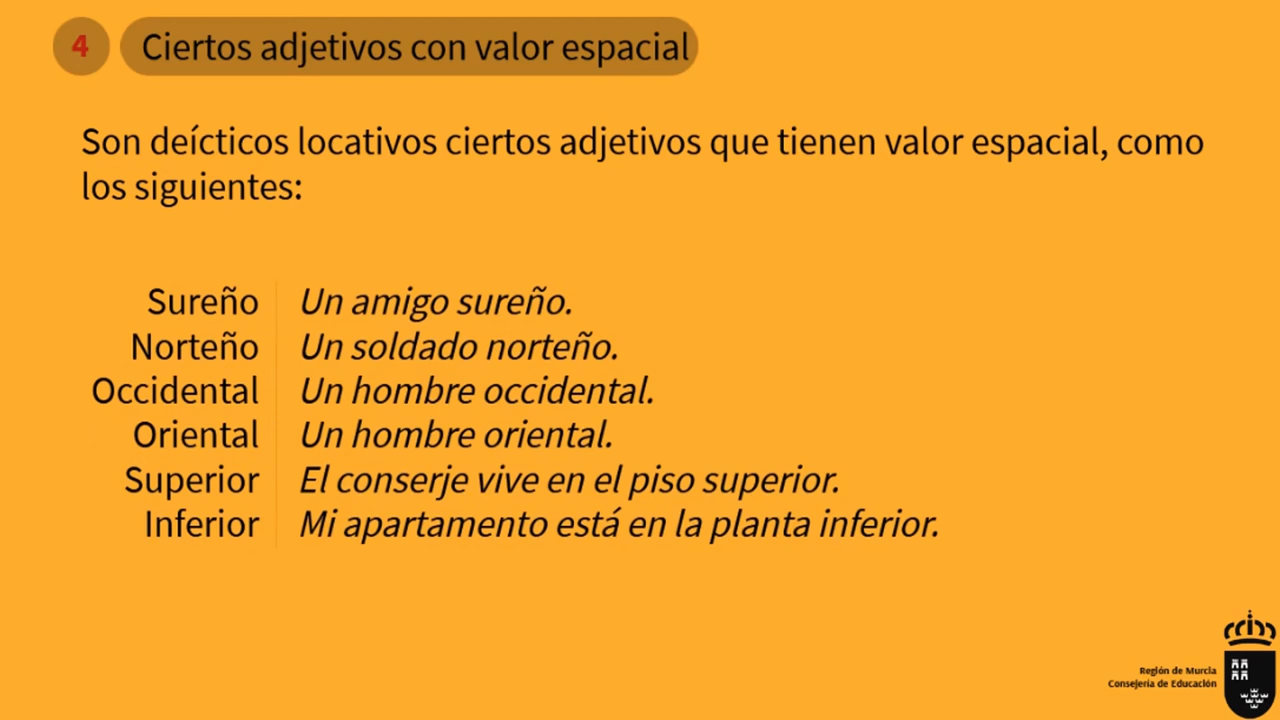 4 Ciertos adjetivos con valor espacial
Son deícticos locativos ciertos adjetivos que tienen valor espacial, como
los siguientes:
Sureño Un amigo sureño.
Norteño Un soldado norteño.
Occidental Un hombre occidental.
Oriental Un hombre oriental.
Superior El conserje vive en el piso superior.
Inferior Mi apartamento está en la planta inferior.
Región de Murcia
Consejería de Educación